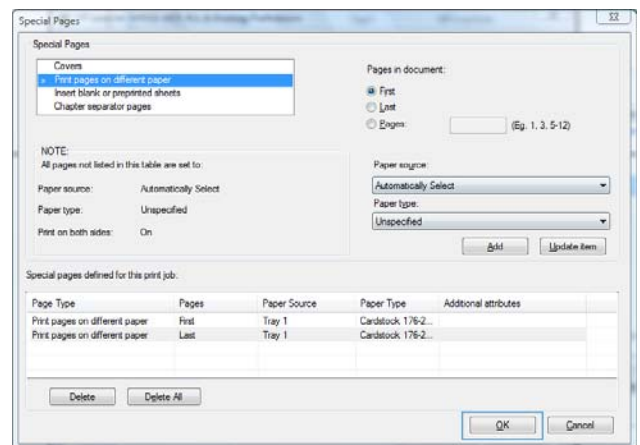 Special Pages
Special Pages
Covers
Print pages on different paper
Insert blank or preprinted sheets
Chapter separator pages
Pages in document:
First
Last
Pages:
(Eg. 1, 3, 5-12)
NOTE:
All pages not listed in this table are set to:
Paper source: Automatically Select
Paper type: Unspecified
Print on both sides: On
Paper source:
Automatically Select
Paper type:
Unspecified
Add Update item
Special pages defined for this print job:
Page Type Pages Paper Source Paper Type Additional attributes
Print pages on different paper First Tray 1 Cardstock 176-2...
Print pages on different paper Last Tray 1 Cardstock 176-2...
Delete Delete All
OK Cancel